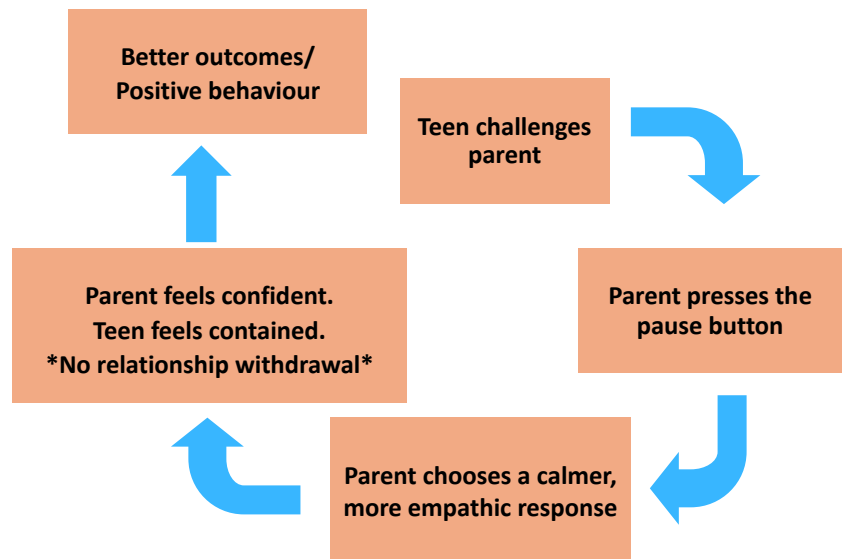 Better outcomes/
Positive behaviour
Teen challenges
parent
Parent presses the
pause button
Parent chooses a calmer,
more empathic response
Parent feels confident.
Teen feels contained.
*No relationship withdrawal*